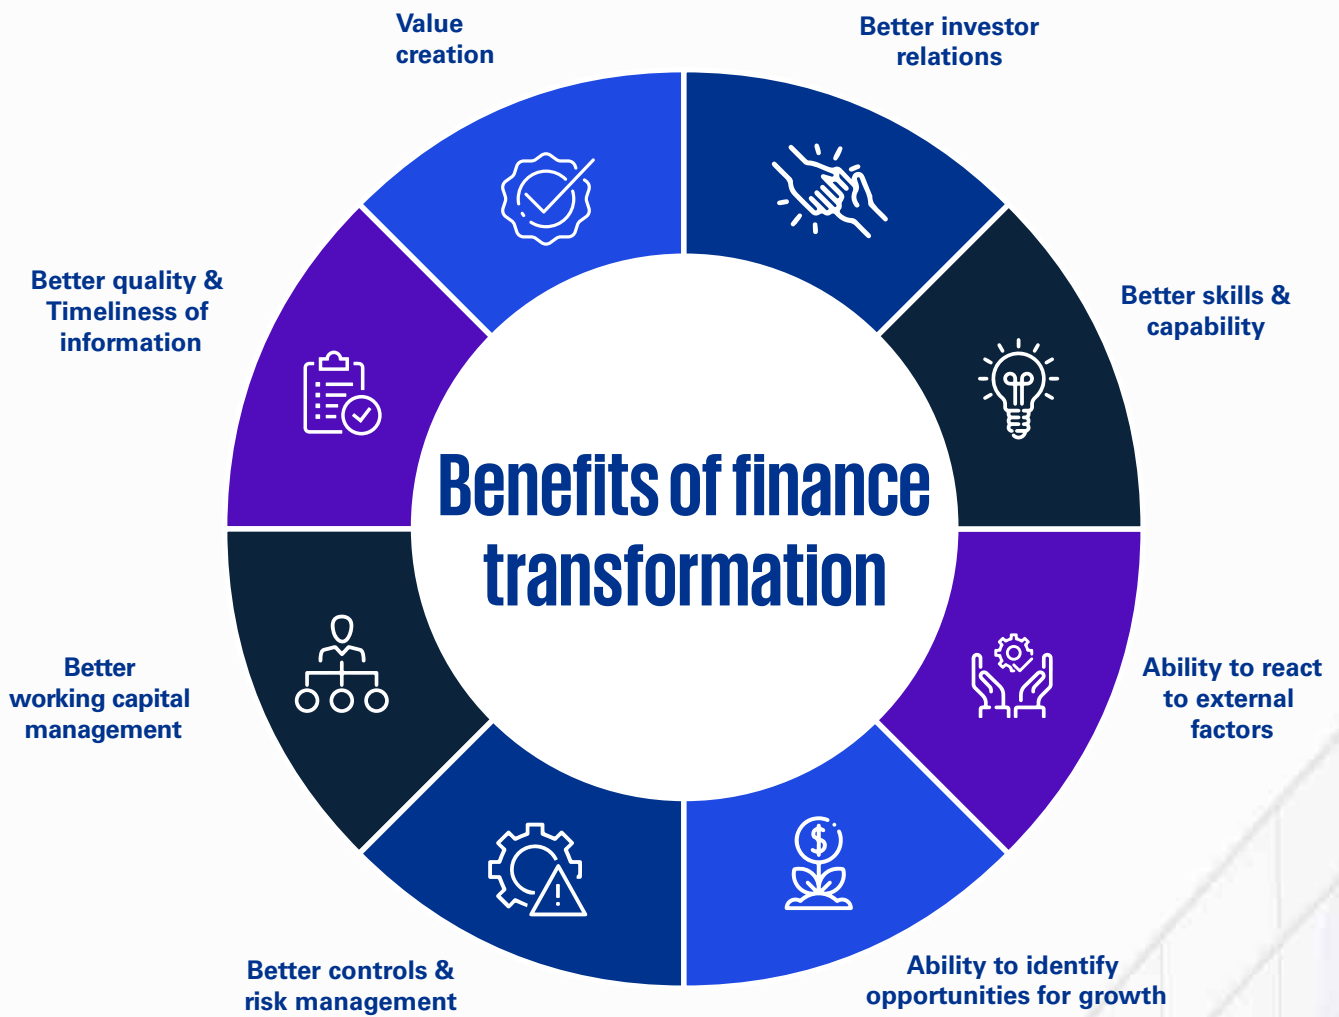 Value
creation
Better investor
relations
Better quality &
Timeliness of
information
Better skills &
capability
Benefits of finance
transformation
Better
working capital
management
Ability to react
to external
factors
Better controls &
risk management
Ability to identify
opportunities for growth
$
!